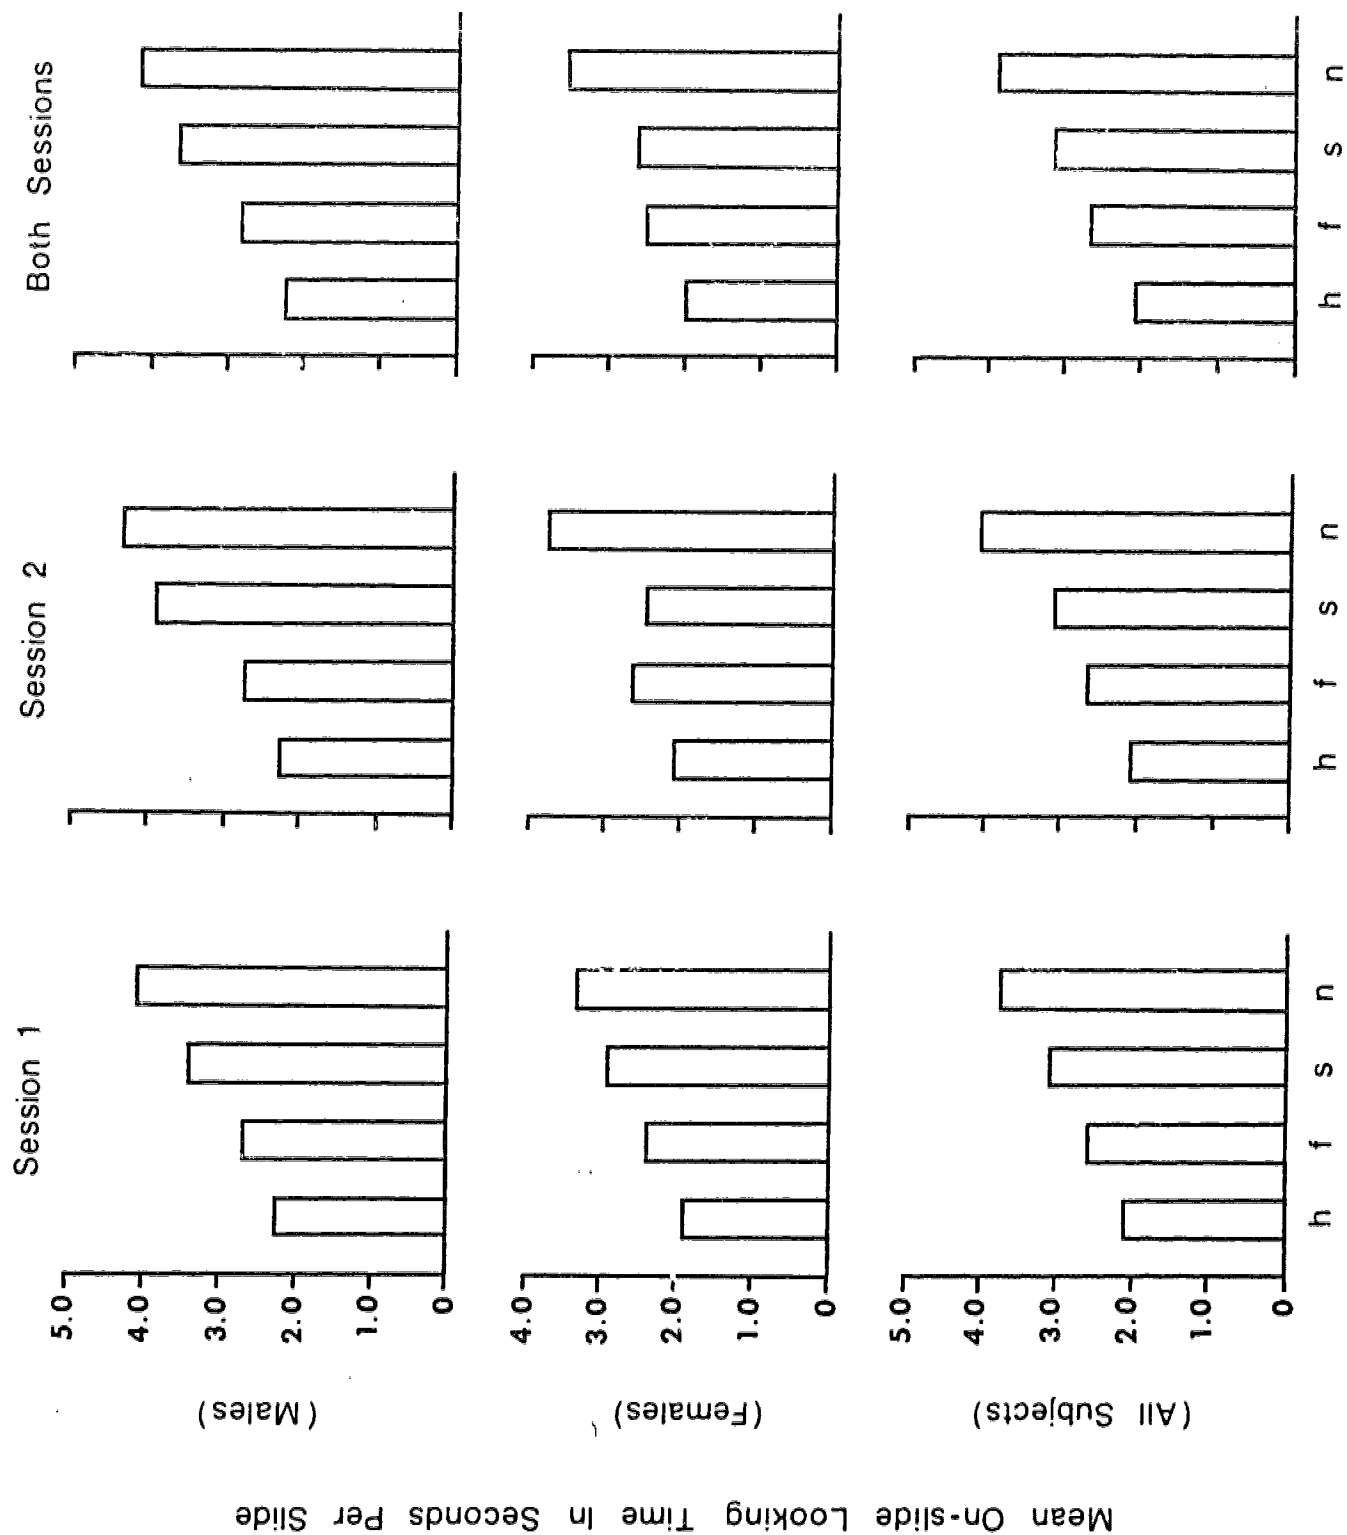 Session 1
Session 2
Both Sessions
Mean On-slide Looking Time In Seconds Per Slide
(Males)
5.0
4.0
3.0
2.0
1.0
0
(Females)
4.0
3.0
2.0
1.0
0
(All Subjects)
5.0
4.0
3.0
2.0
1.0
0
h f s n
h f s n
h f s n